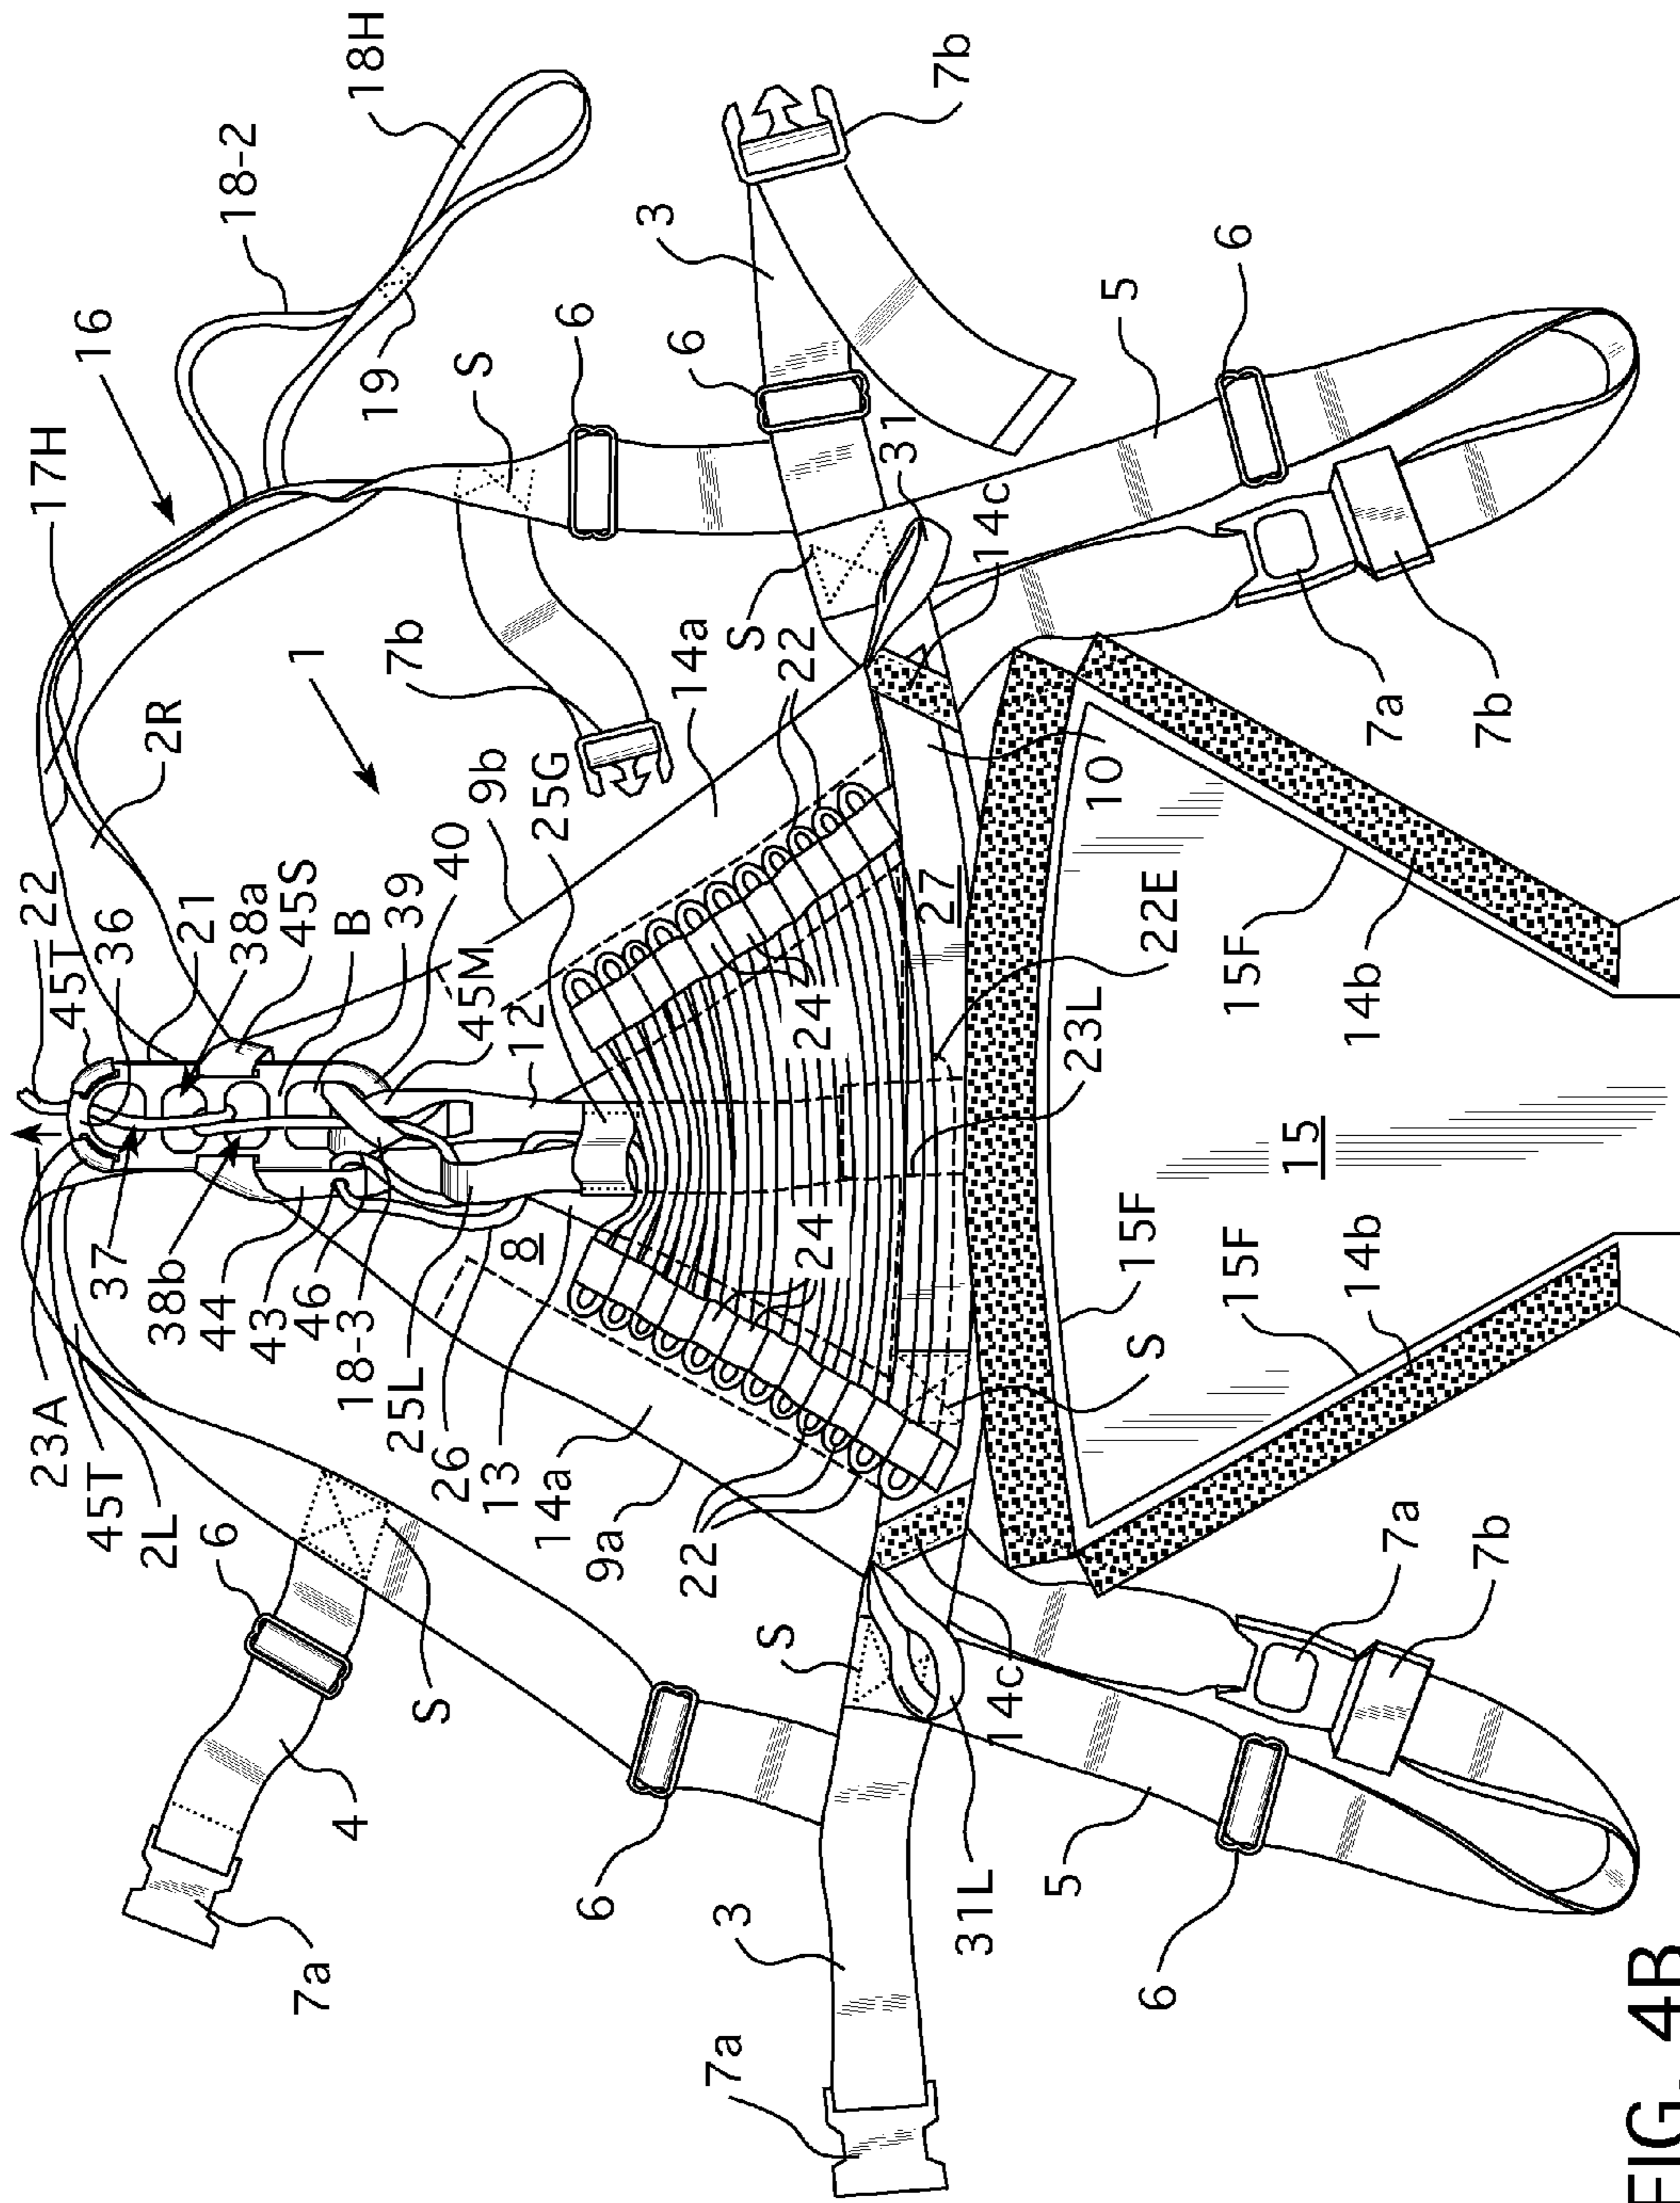 18H
18-2
7b
16
3
6
17H
19
S
6
6
5
1
7b
31
2R
14a
S
22
14c
9b
25G
7a
7b
22
45T
36
21
38a
45S
B
39
40
45M
12
24
27
10
22E
23L
15F
14b
23A
45T
2L
37
38b
44
43
46
18-3
25L
26
13
8
24
15
14a
9a
22
15F
15F
14b
S
6
6
S
S
7a
7b
4
14c
7a
6
3
31L
5
6
7a
FIG. 4B